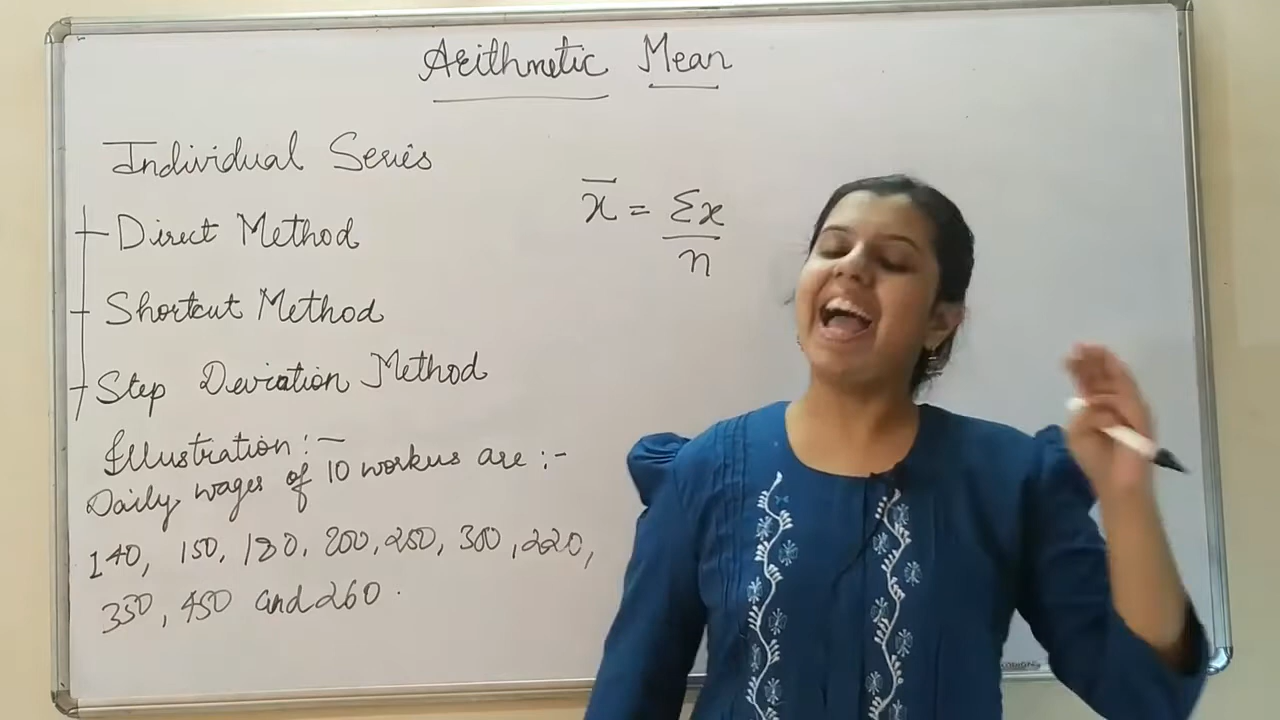 Arithmetic Mean
Individual Series
Direct Method
Shortcut Method
Step Deviation Method
x̄ = Σx
n
Illustration :-
Daily wages of 10 workers are :-
140, 150, 180, 200, 250, 300, 220,
350, 450 and 260.